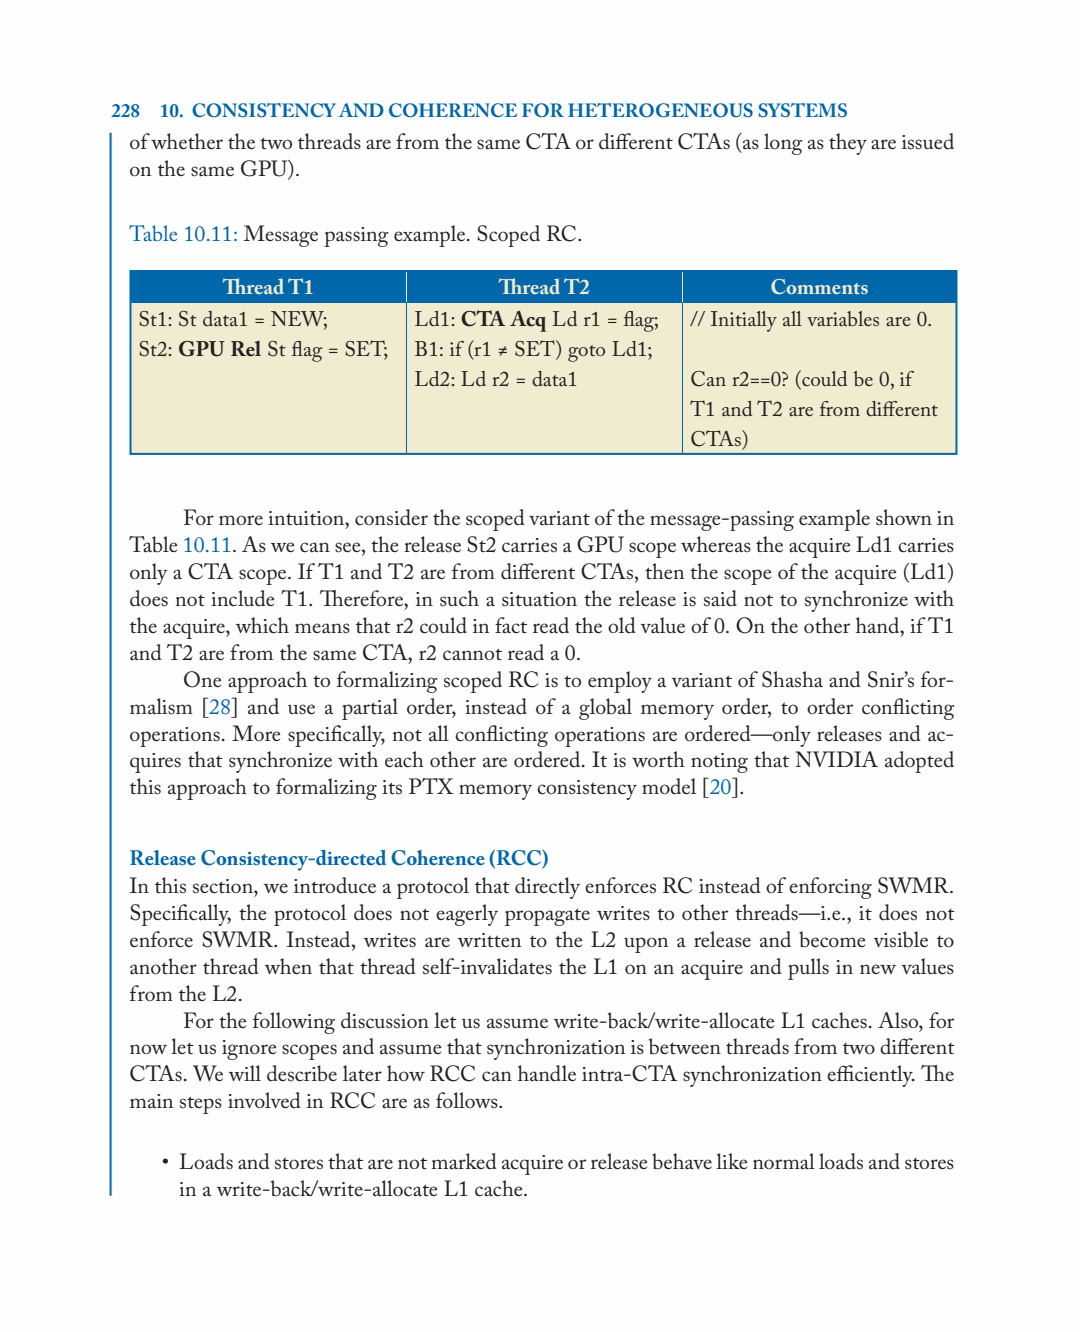 228 10. CONSISTENCY AND COHERENCE FOR HETEROGENEOUS SYSTEMS
of whether the two threads are from the same CTA or different CTAs (as long as they are issued
on the same GPU).
Table 10.11: Message passing example. Scoped RC.
Thread T1 Thread T2 Comments
St1: St data1 = NEW; Ld1: CTA Acq Ld r1 = flag; // Initially all variables are 0.
St2: GPU Rel St flag = SET; B1: if (r1 ≠ SET) goto Ld1;
Ld2: Ld r2 = data1 Can r2==0? (could be 0, if
T1 and T2 are from different
CTAs)
For more intuition, consider the scoped variant of the message-passing example shown in
Table 10.11. As we can see, the release St2 carries a GPU scope whereas the acquire Ld1 carries
only a CTA scope. If T1 and T2 are from different CTAs, then the scope of the acquire (Ld1)
does not include T1. Therefore, in such a situation the release is said not to synchronize with
the acquire, which means that r2 could in fact read the old value of 0. On the other hand, if T1
and T2 are from the same CTA, r2 cannot read a 0.
One approach to formalizing scoped RC is to employ a variant of Shasha and Snir's for-
malism [28] and use a partial order, instead of a global memory order, to order conflicting
operations. More specifically, not all conflicting operations are ordered—only releases and ac-
quires that synchronize with each other are ordered. It is worth noting that NVIDIA adopted
this approach to formalizing its PTX memory consistency model [20].
Release Consistency-directed Coherence (RCC)
In this section, we introduce a protocol that directly enforces RC instead of enforcing SWMR.
Specifically, the protocol does not eagerly propagate writes to other threads—i.e., it does not
enforce SWMR. Instead, writes are written to the L2 upon a release and become visible to
another thread when that thread self-invalidates the L1 on an acquire and pulls in new values
from the L2.
For the following discussion let us assume write-back/write-allocate L1 caches. Also, for
now let us ignore scopes and assume that synchronization is between threads from two different
CTAs. We will describe later how RCC can handle intra-CTA synchronization efficiently. The
main steps involved in RCC are as follows.
• Loads and stores that are not marked acquire or release behave like normal loads and stores
in a write-back/write-allocate L1 cache.